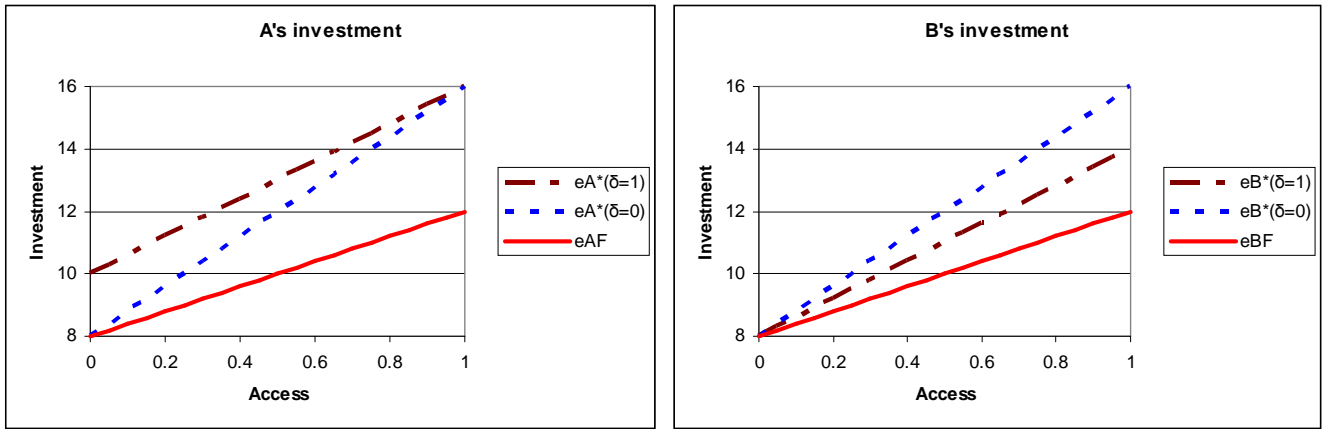 A's investment
Investment
16
14
12
10
8
0
0.2
0.4
0.6
0.8
1
Access
eA*(δ=1)
eA*(δ=0)
eAF
B's investment
Investment
16
14
12
10
8
0
0.2
0.4
0.6
0.8
1
Access
eB*(δ=1)
eB*(δ=0)
eBF